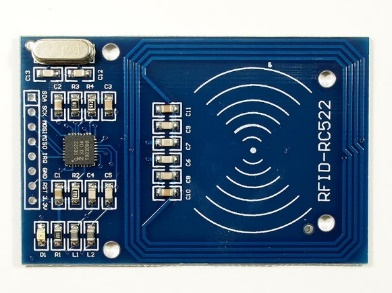 C13
C12
C2 R3 R4 C3
SDA SCK MOSI MISO IRQ GND RST 3.3V
C11
C9
C7
C6
C8
C10
C1 R2 C4 C5
D1 R1 L1 L2
RFID-RC522